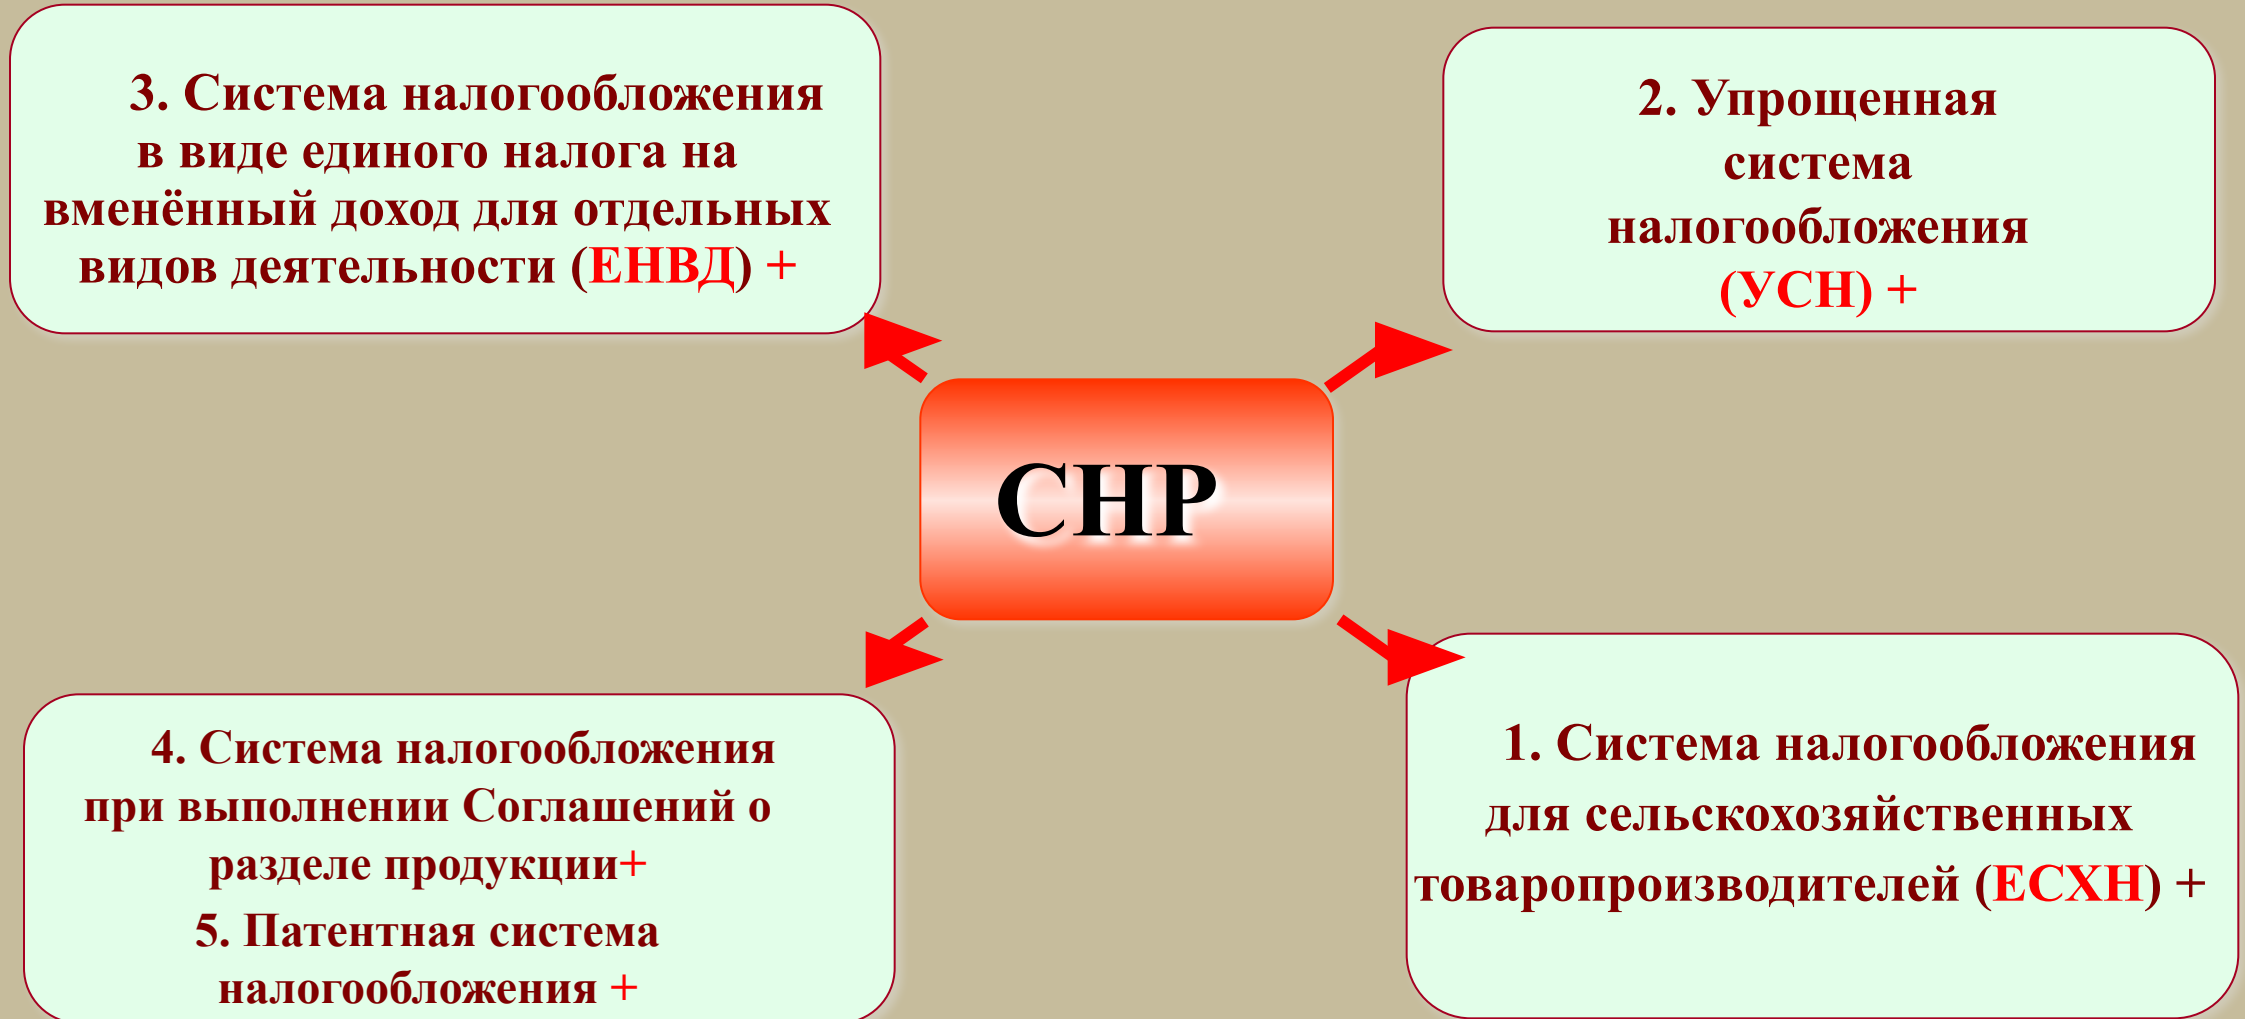 3. Система налогообложения
в виде единого налога на
вменённый доход для отдельных
видов деятельности (ЕНВД) +
2. Упрощенная
система
налогообложения
(УСН) +
СНР
4. Система налогообложения
при выполнении Соглашений о
разделе продукции+
5. Патентная система
налогообложения +
1. Система налогообложения
для сельскохозяйственных
товаропроизводителей (ЕСХН) +